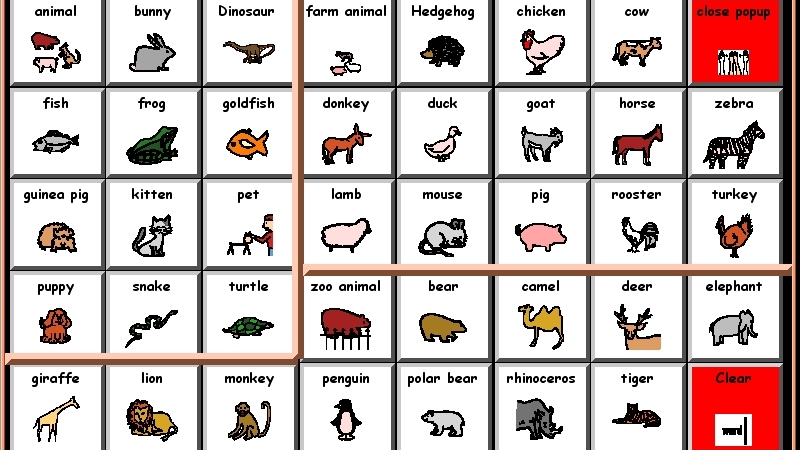 animal
bunny
Dinosaur
farm animal
Hedgehog
chicken
cow
close popup
fish
frog
goldfish
donkey
duck
goat
horse
zebra
guinea pig
kitten
pet
lamb
mouse
pig
rooster
turkey
puppy
snake
turtle
zoo animal
bear
camel
deer
elephant
giraffe
lion
monkey
penguin
polar bear
rhinoceros
tiger
Clear
word